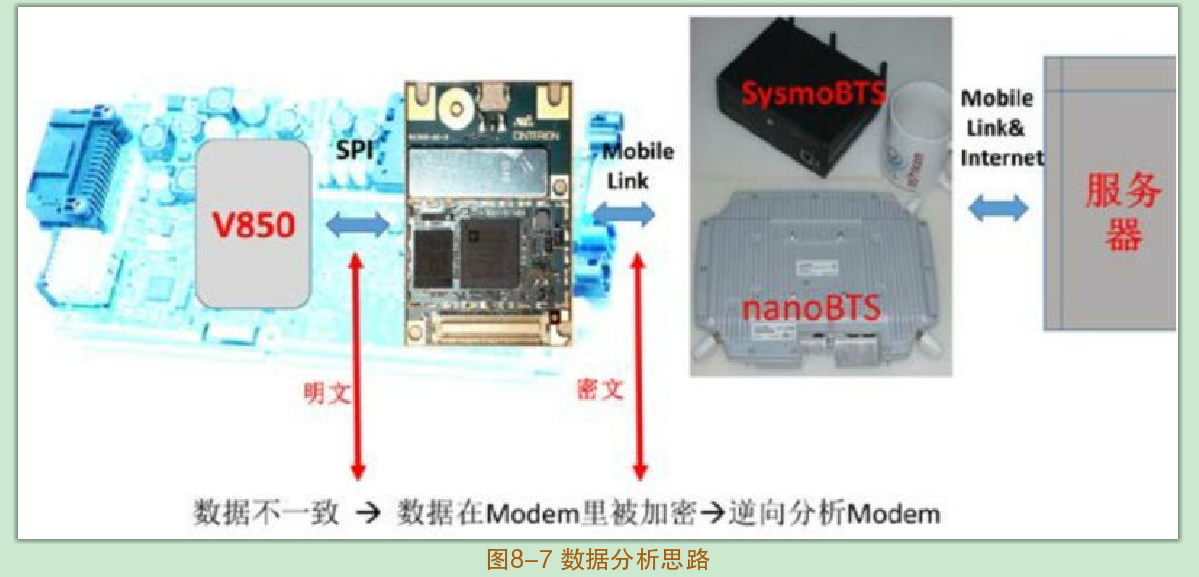 SysmoBTS
Mobile
Link&
Internet
CINTERION
SPI
Mobile
Link
V850
服务
器
nanoBTS
明文
密文
数据不一致 → 数据在Modem里被加密→逆向分析Modem
图8-7 数据分析思路